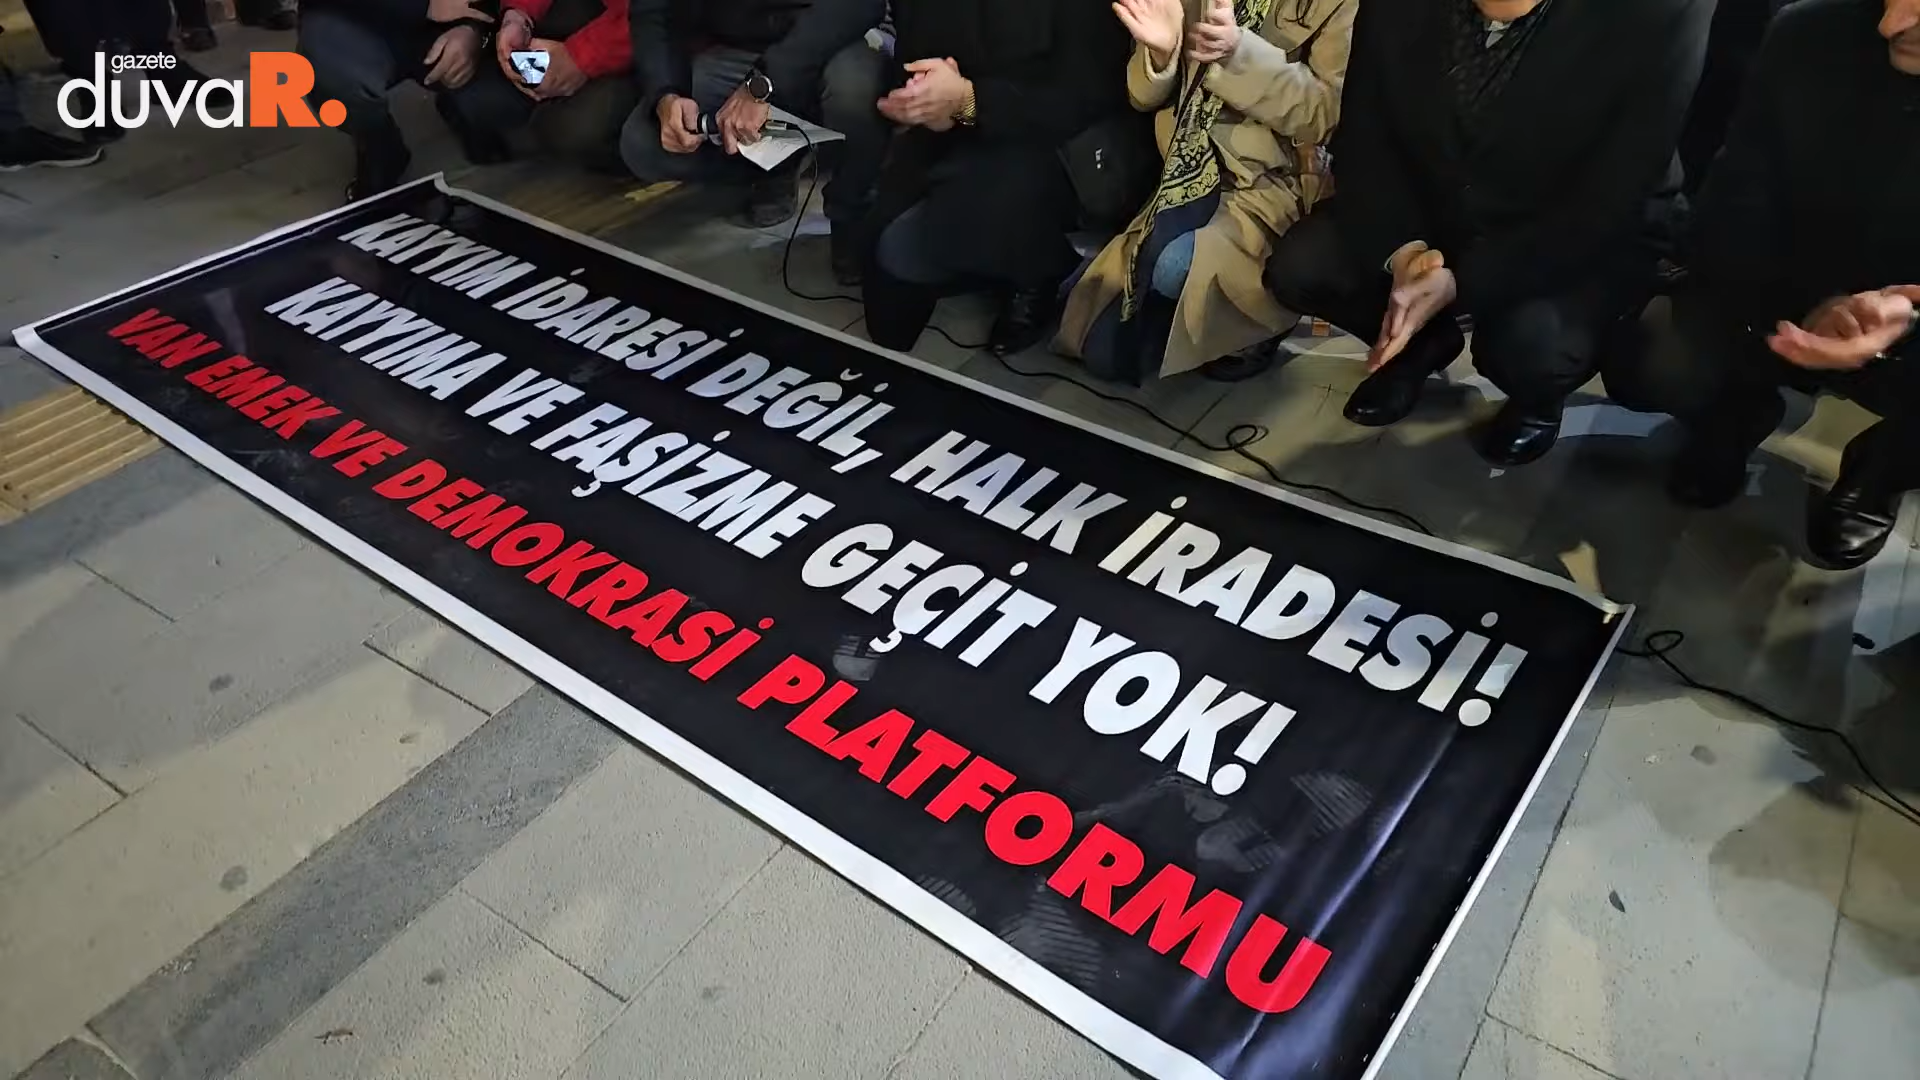 gazete
duvaR.
KAYYIM İDARESİ DEĞİL, HALK İRADESİ!
KAYYIMA VE FAŞİZME GEÇİT YOK!
VAN EMEK VE DEMOKRASİ PLATFORMU